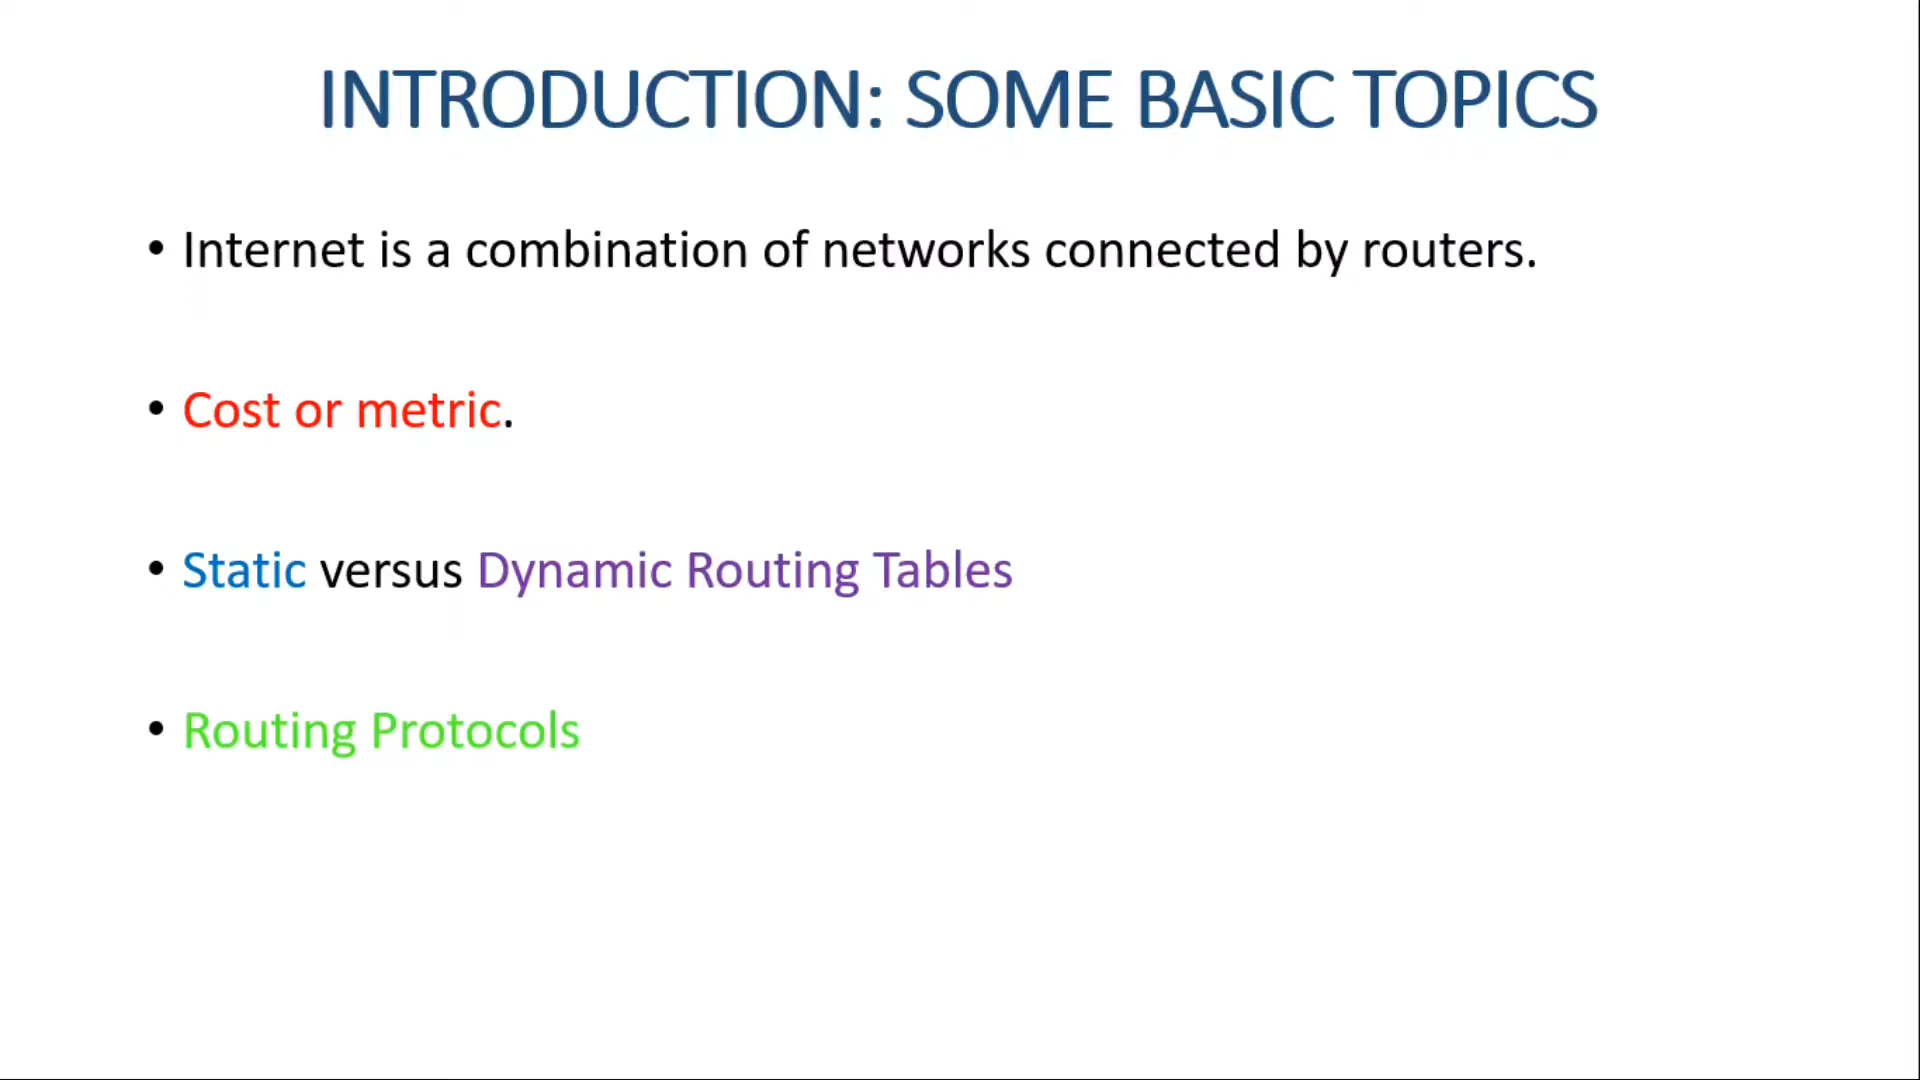 INTRODUCTION: SOME BASIC TOPICS
• Internet is a combination of networks connected by routers.
• Cost or metric.
• Static versus Dynamic Routing Tables
• Routing Protocols